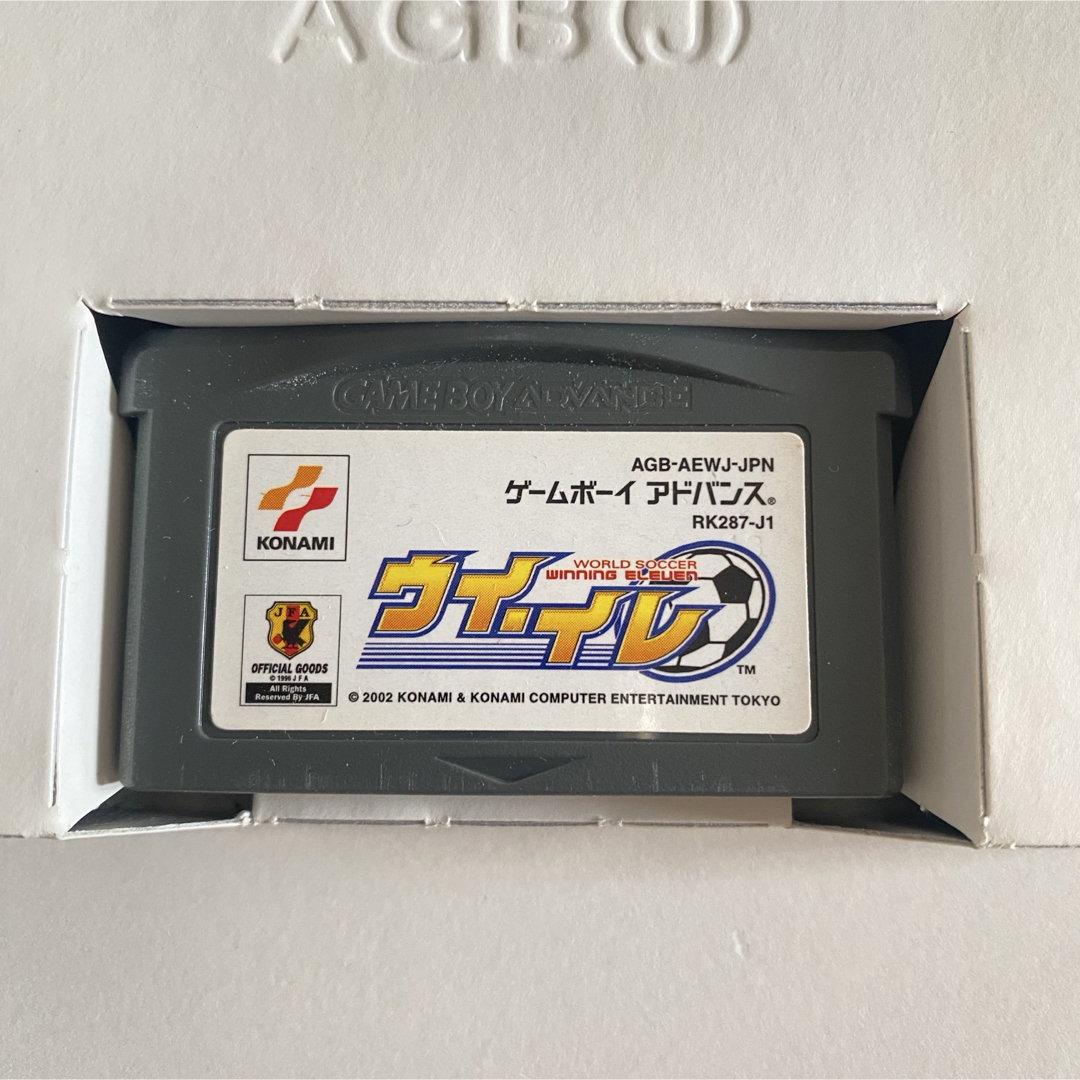 AGB(J)
GAME BOY ADVANCE
AGB-AEWJ-JPN
ゲームボーイ アドバンス®
RK287-J1
KONAMI
WORLD SOCCER
WINNING ELEVEN
ウイ.イレ
TM
JFA
OFFICIAL GOODS
© 1996 J F A
All Rights
Reserved By JFA
© 2002 KONAMI & KONAMI COMPUTER ENTERTAINMENT TOKYO